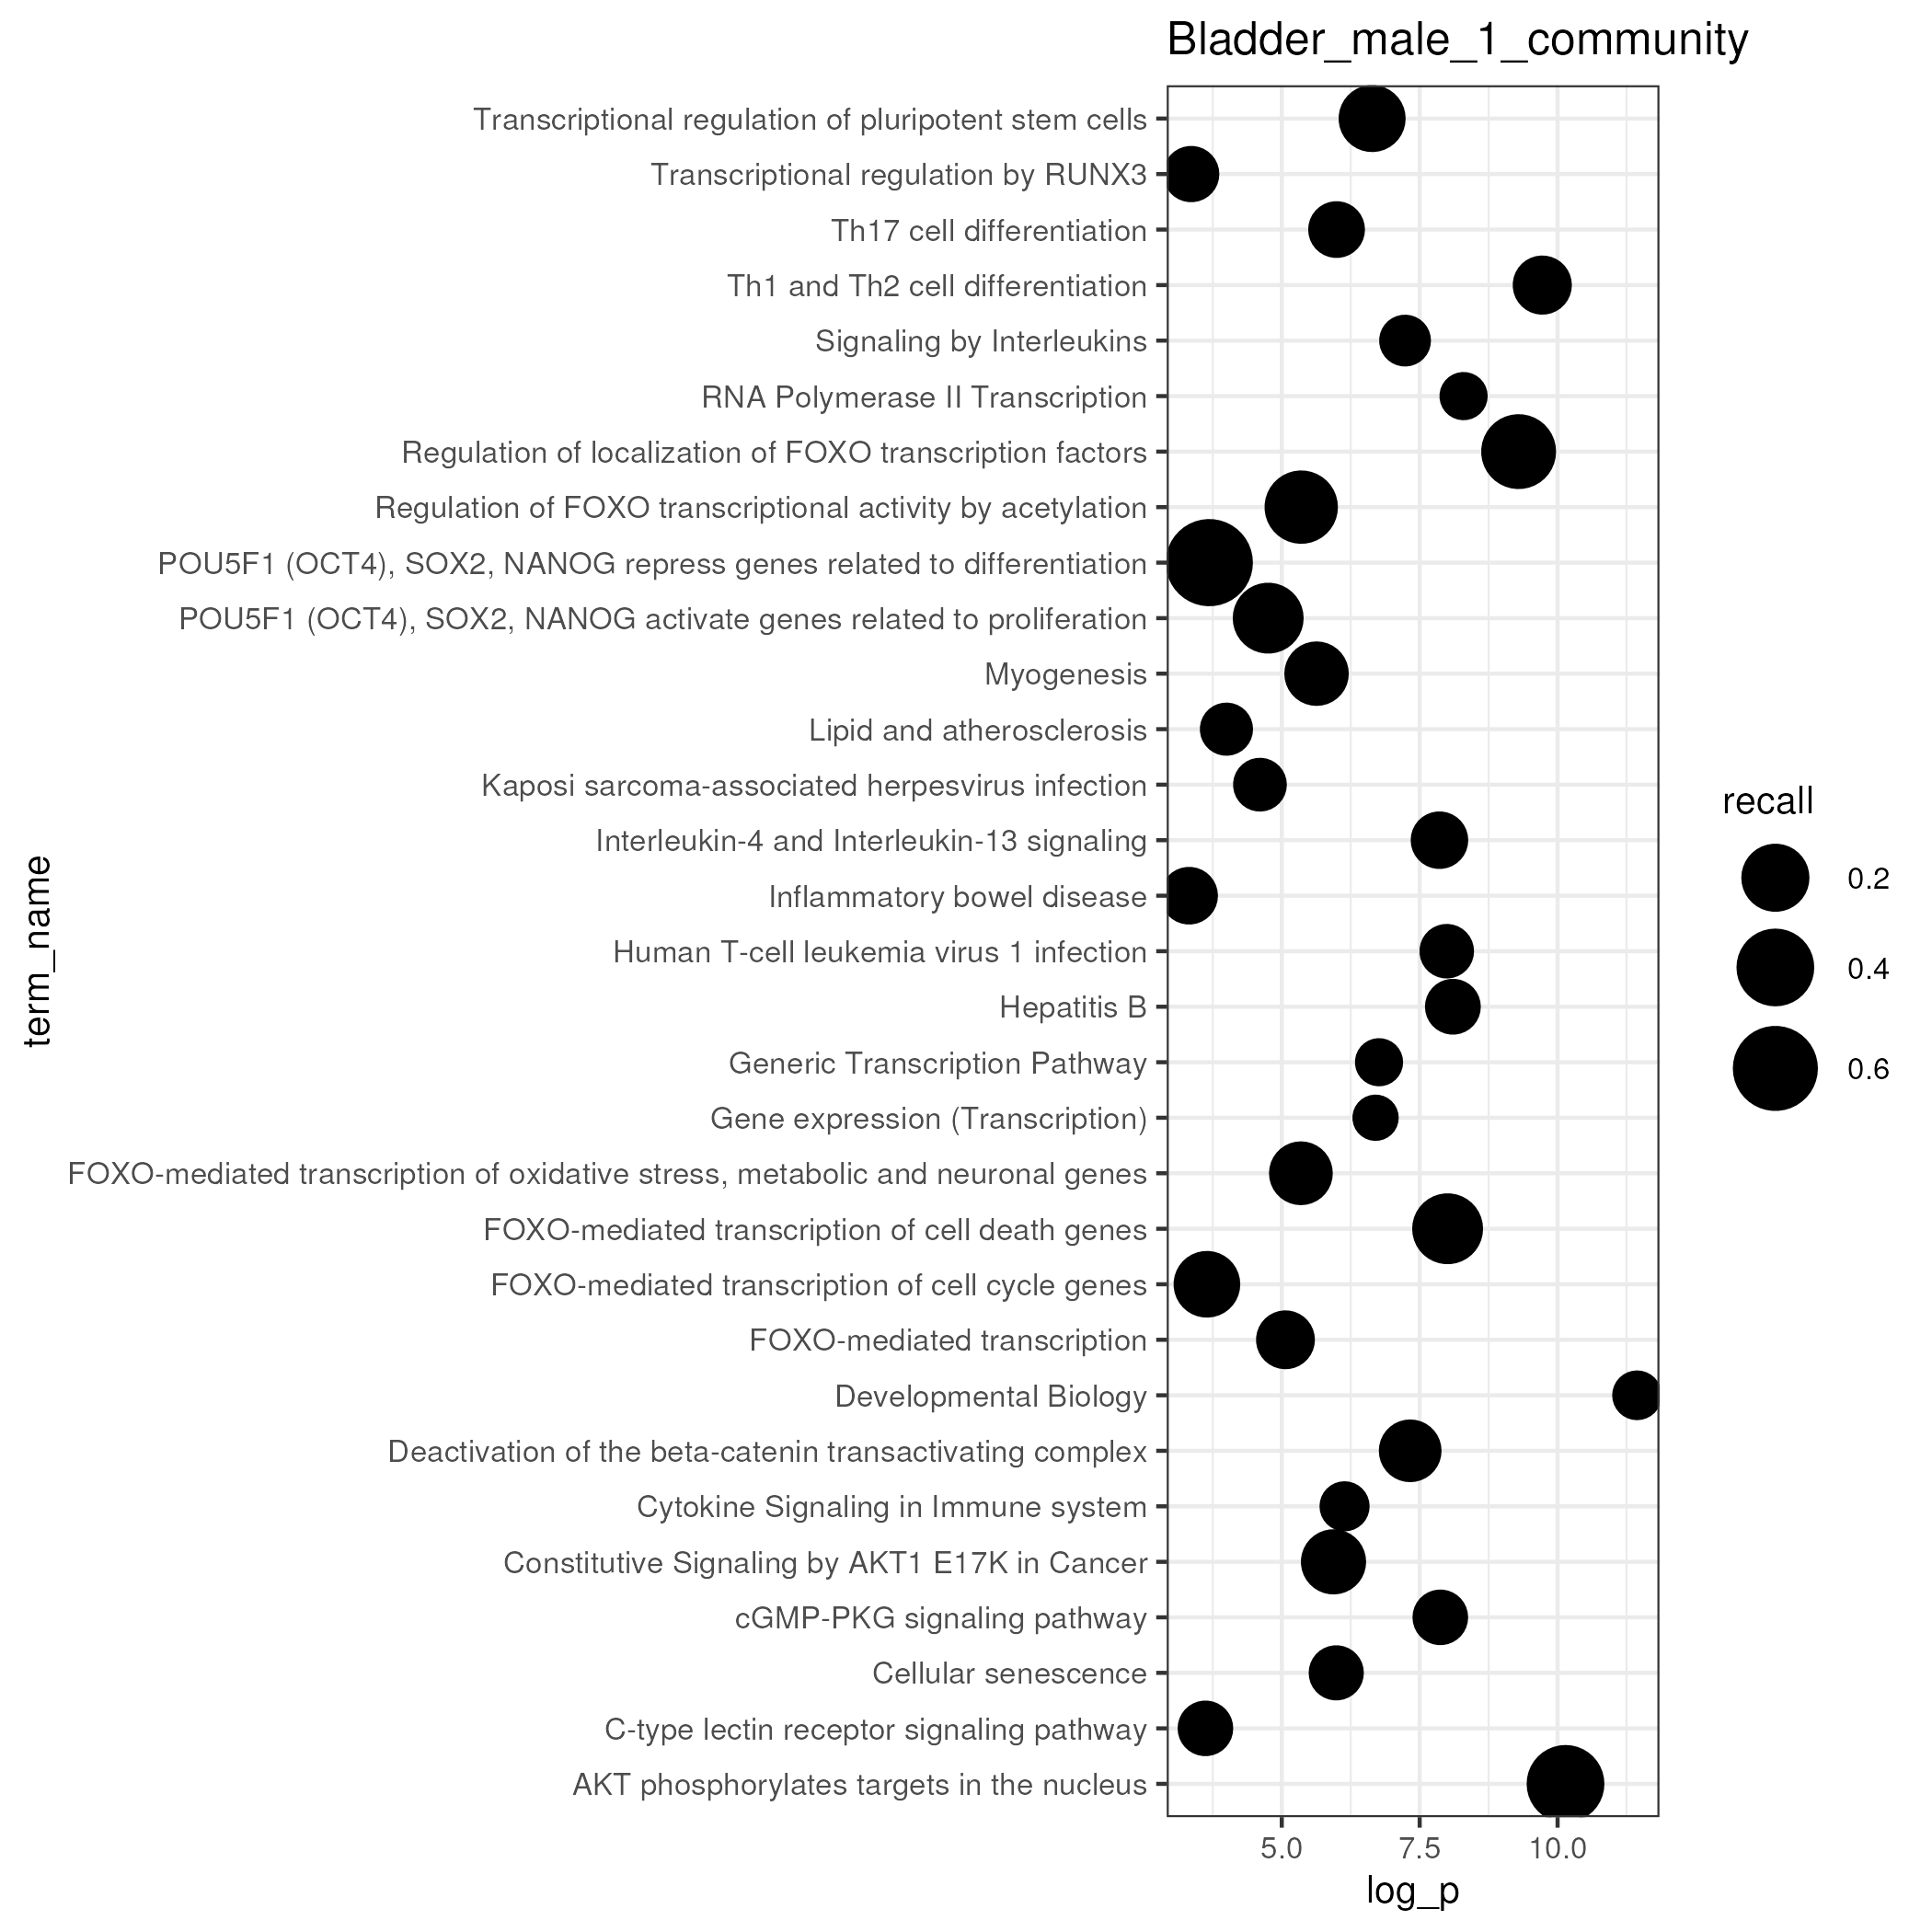 Bladder_male_1_community
Transcriptional regulation of pluripotent stem cells
Transcriptional regulation by RUNX3
Th17 cell differentiation
Th1 and Th2 cell differentiation
Signaling by Interleukins
RNA Polymerase II Transcription
Regulation of localization of FOXO transcription factors
Regulation of FOXO transcriptional activity by acetylation
POU5F1 (OCT4), SOX2, NANOG repress genes related to differentiation
POU5F1 (OCT4), SOX2, NANOG activate genes related to proliferation
Myogenesis
Lipid and atherosclerosis
Kaposi sarcoma-associated herpesvirus infection
Interleukin-4 and Interleukin-13 signaling
Inflammatory bowel disease
Human T-cell leukemia virus 1 infection
Hepatitis B
Generic Transcription Pathway
Gene expression (Transcription)
FOXO-mediated transcription of oxidative stress, metabolic and neuronal genes
FOXO-mediated transcription of cell death genes
FOXO-mediated transcription of cell cycle genes
FOXO-mediated transcription
Developmental Biology
Deactivation of the beta-catenin transactivating complex
Cytokine Signaling in Immune system
Constitutive Signaling by AKT1 E17K in Cancer
cGMP-PKG signaling pathway
Cellular senescence
C-type lectin receptor signaling pathway
AKT phosphorylates targets in the nucleus
term_name
5.0 7.5 10.0
log_p
recall
0.2
0.4
0.6